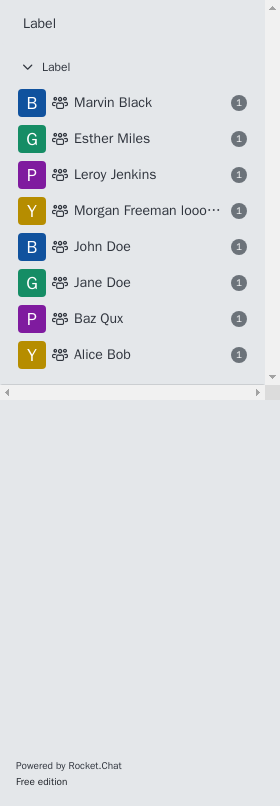 Label
Label
B Marvin Black 1
G Esther Miles 1
P Leroy Jenkins 1
Y Morgan Freeman looo… 1
B John Doe 1
G Jane Doe 1
P Baz Qux 1
Y Alice Bob 1
Powered by Rocket.Chat
Free edition